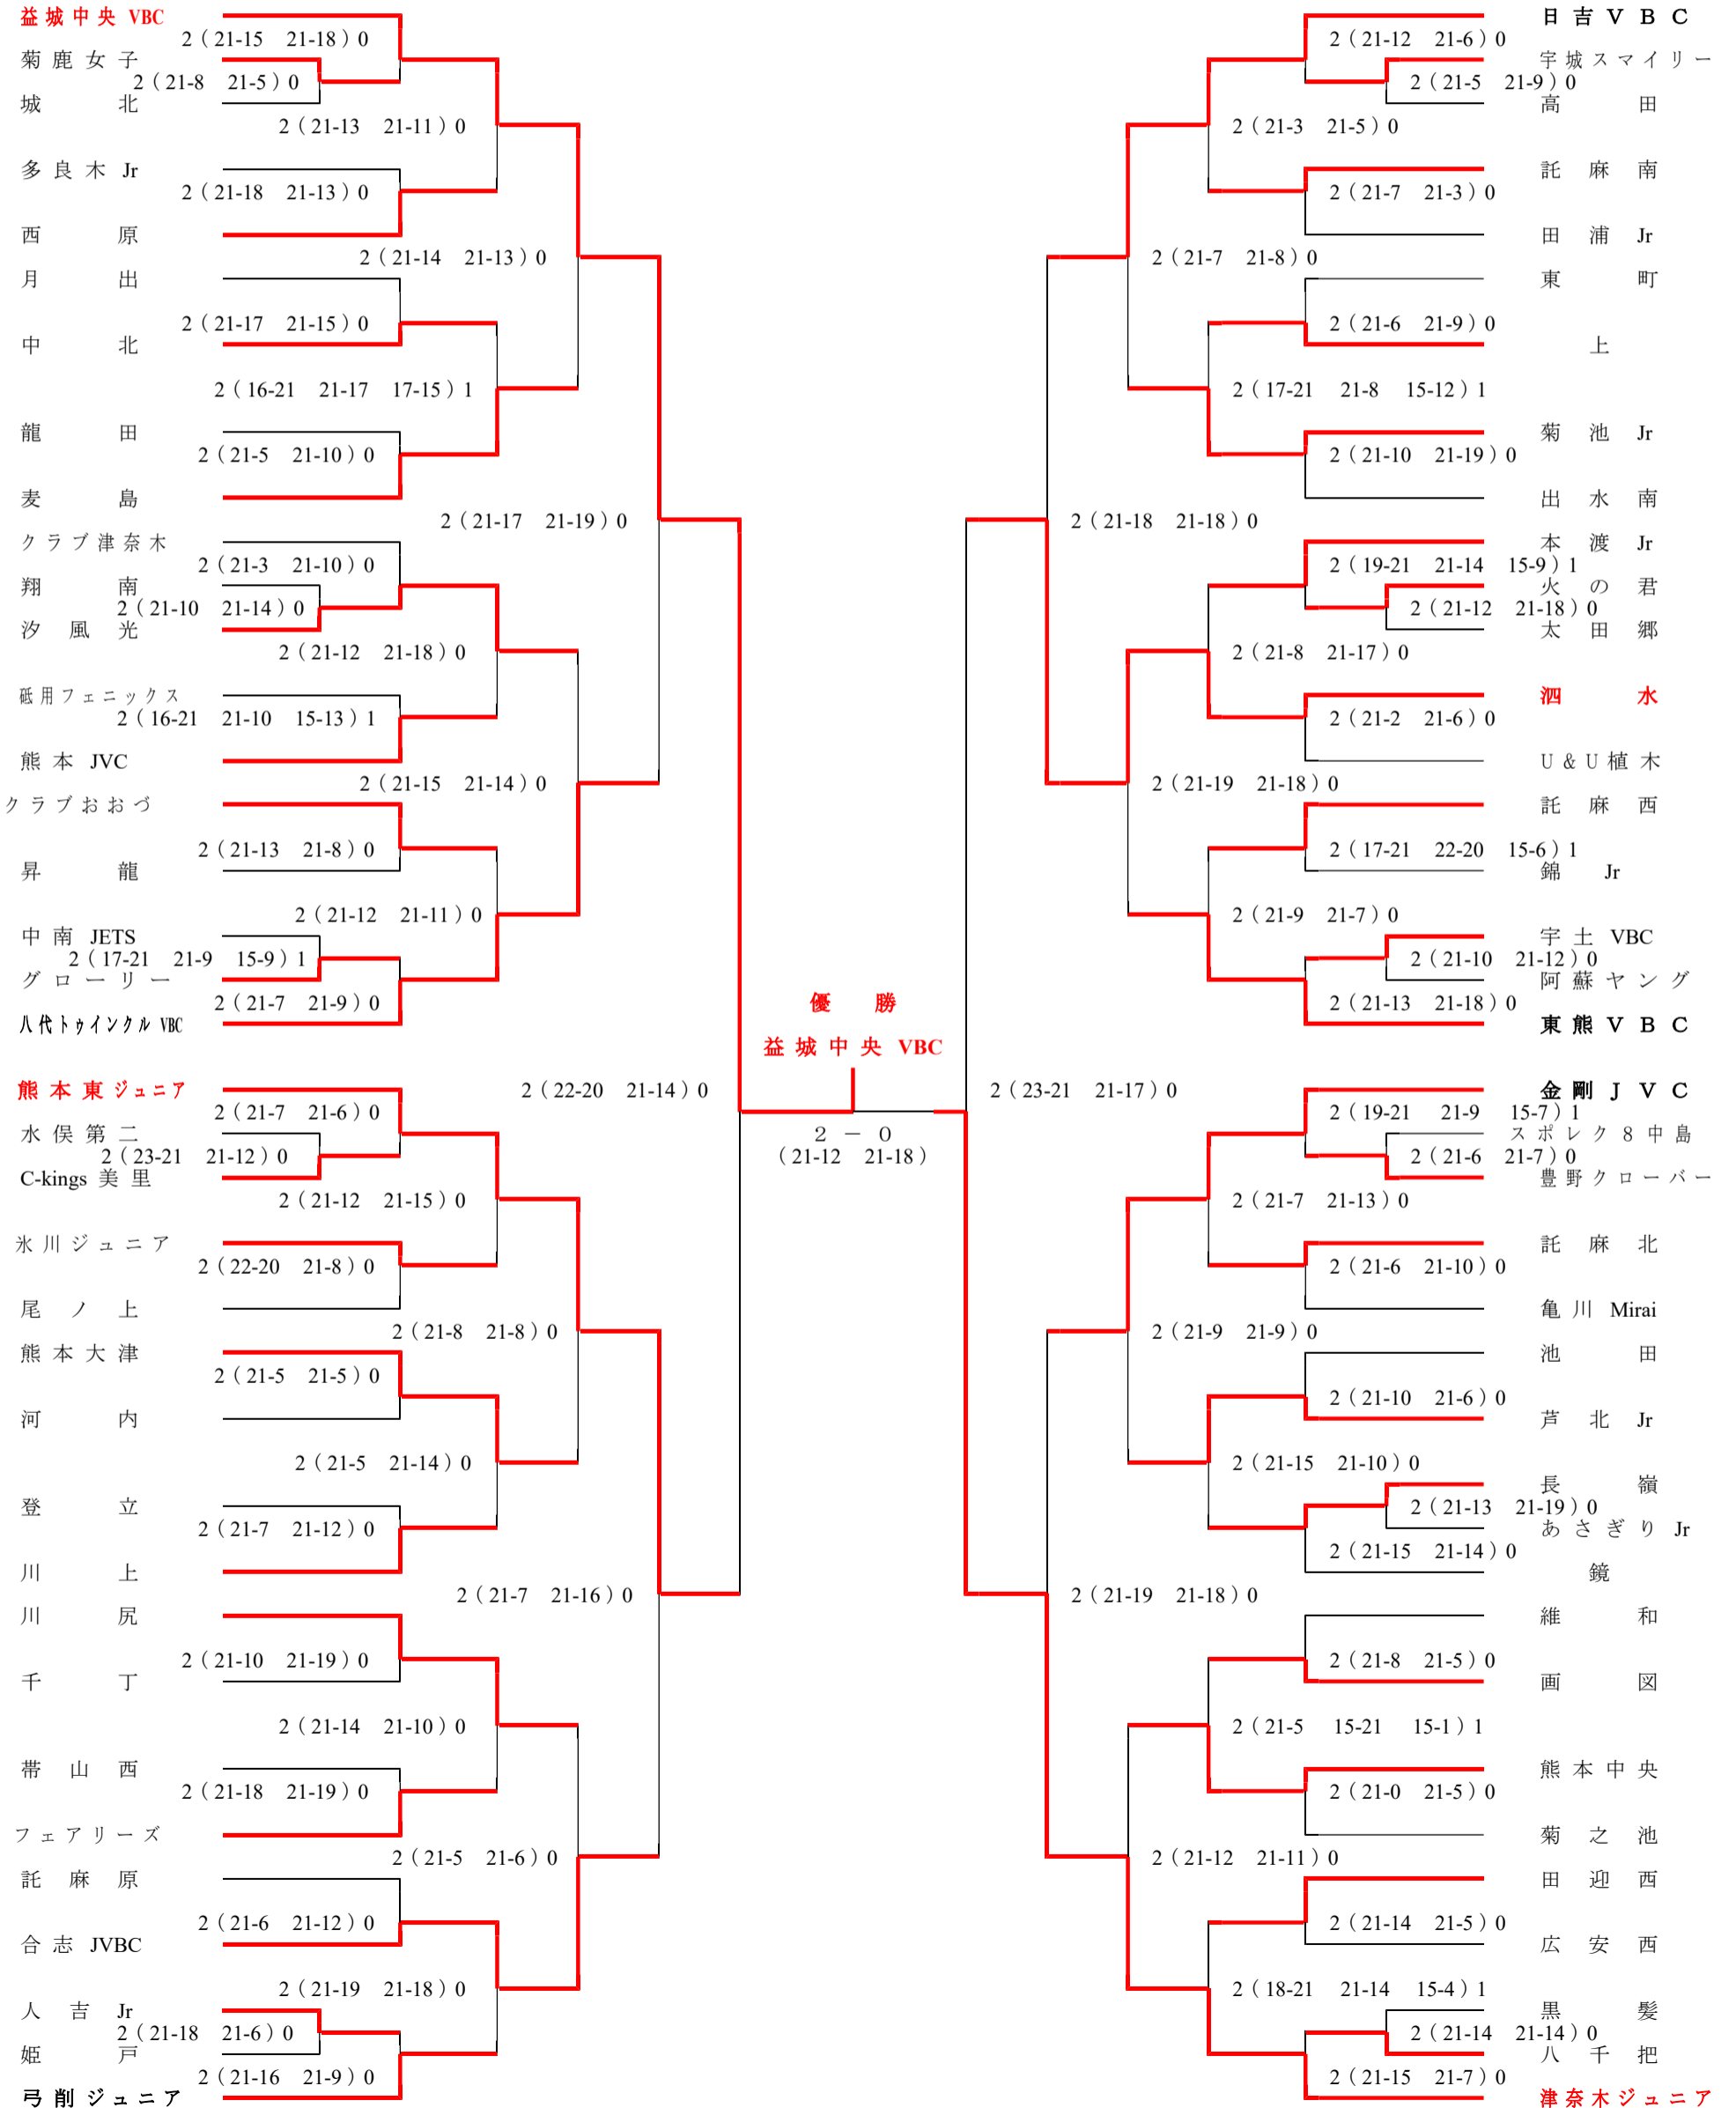 益城中央 VBC
2（21-15 21-18）0
菊鹿女子
2（21-8 21-5）0
城北
2（21-13 21-11）0
多良木 Jr
2（21-18 21-13）0
西原
2（21-14 21-13）0
月出
2（21-17 21-15）0
中北
2（16-21 21-17 17-15）1
龍田
2（21-5 21-10）0
麦島
2（21-17 21-19）0
クラブ津奈木
2（21-3 21-10）0
翔南
2（21-10 21-14）0
汐風光
2（21-12 21-18）0
砥用フェニックス
2（16-21 21-10 15-13）1
熊本 JVC
2（21-15 21-14）0
クラブおおづ
2（21-13 21-8）0
昇龍
2（21-12 21-11）0
中南 JETS
2（17-21 21-9 15-9）1
グローリー
2（21-7 21-9）0
八代トゥインクル VBC
熊本東ジュニア
2（22-20 21-14）0
2（21-7 21-6）0
水俣第二
2（23-21 21-12）0
C-kings 美里
2（21-12 21-15）0
氷川ジュニア
2（22-20 21-8）0
尾ノ上
2（21-8 21-8）0
熊本大津
2（21-5 21-5）0
河内
2（21-5 21-14）0
登立
2（21-7 21-12）0
川上
2（21-7 21-16）0
川尻
2（21-10 21-19）0
千丁
2（21-14 21-10）0
帯山西
2（21-18 21-19）0
フェアリーズ
2（21-5 21-6）0
託麻原
2（21-6 21-12）0
合志 JVBC
2（21-19 21-18）0
人吉 Jr
2（21-18 21-6）0
姫戸
2（21-16 21-9）0
弓削ジュニア
優勝
益城中央 VBC
2 － 0
（21-12 21-18）
日吉ＶＢＣ
2（21-12 21-6）0
宇城スマイリー
2（21-5 21-9）0
高田
2（21-3 21-5）0
託麻南
2（21-7 21-3）0
田浦 Jr
2（21-7 21-8）0
東町
2（21-6 21-9）0
上
2（17-21 21-8 15-12）1
菊池 Jr
2（21-10 21-19）0
出水南
2（21-18 21-18）0
本渡 Jr
2（19-21 21-14 15-9）1
火の君
2（21-12 21-18）0
太田郷
2（21-8 21-17）0
泗水
2（21-2 21-6）0
U＆U植木
2（21-19 21-18）0
託麻西
2（17-21 22-20 15-6）1
錦 Jr
2（21-9 21-7）0
宇土 VBC
2（21-10 21-12）0
阿蘇ヤング
2（21-13 21-18）0
東熊ＶＢＣ
2（23-21 21-17）0
金剛ＪＶＣ
2（19-21 21-9 15-7）1
スポレク８中島
2（21-6 21-7）0
豊野クローバー
2（21-7 21-13）0
託麻北
2（21-6 21-10）0
亀川 Mirai
2（21-9 21-9）0
池田
2（21-10 21-6）0
芦北 Jr
2（21-15 21-10）0
長嶺
2（21-13 21-19）0
あさぎり Jr
2（21-15 21-14）0
鏡
2（21-19 21-18）0
維和
2（21-8 21-5）0
画図
2（21-5 15-21 15-1）1
熊本中央
2（21-0 21-5）0
菊之池
2（21-12 21-11）0
田迎西
2（21-14 21-5）0
広安西
2（18-21 21-14 15-4）1
黒髪
2（21-14 21-14）0
八千把
2（21-15 21-7）0
津奈木ジュニア